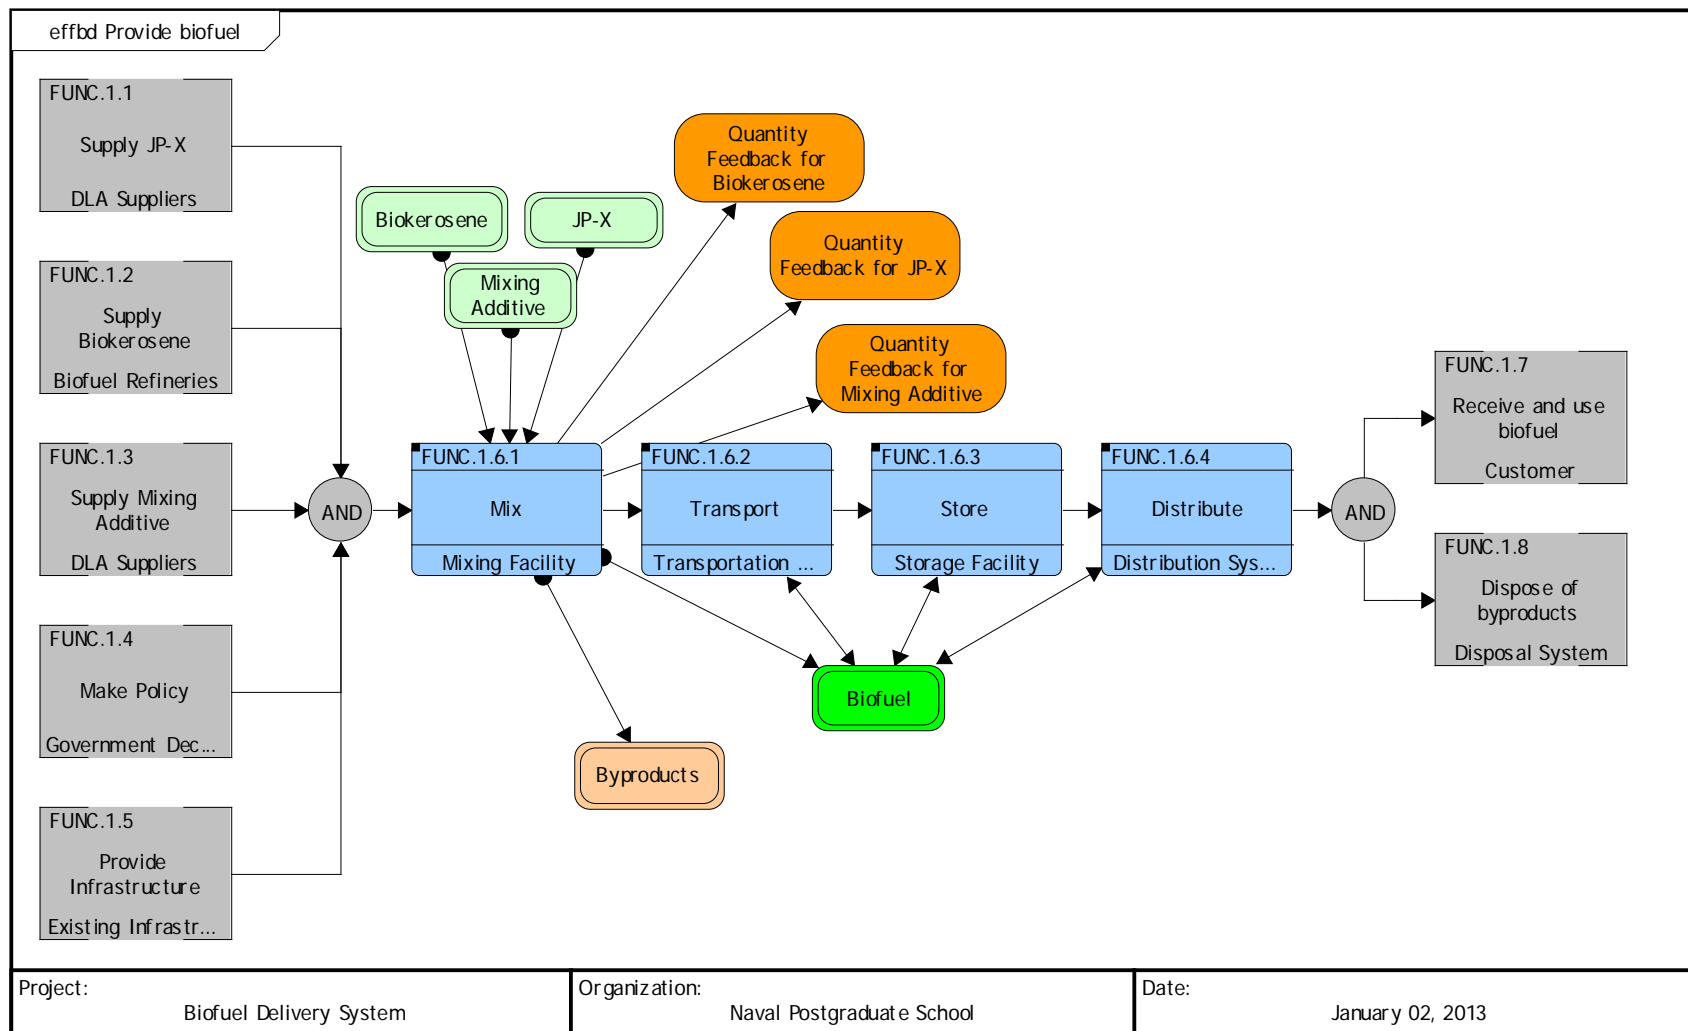 effbd Provide biofuel
FUNC.1.1
Supply JP-X
DLA Suppliers
FUNC.1.2
Supply
Biokerosene
Biofuel Refineries
FUNC.1.3
Supply Mixing
Additive
DLA Suppliers
FUNC.1.4
Make Policy
Government Dec...
FUNC.1.5
Provide
Infrastructure
Existing Infrastr...
AND
Biokerosene
JP-X
Mixing
Additive
Quantity
Feedback for
Biokerosene
Quantity
Feedback for JP-X
Quantity
Feedback for
Mixing Additive
FUNC.1.6.1
Mix
Mixing Facility
FUNC.1.6.2
Transport
Transportation ...
FUNC.1.6.3
Store
Storage Facility
FUNC.1.6.4
Distribute
Distribution Sys...
Biofuel
Byproducts
AND
FUNC.1.7
Receive and use
biofuel
Customer
FUNC.1.8
Dispose of
byproducts
Disposal System
Project:
Biofuel Delivery System
Organization:
Naval Postgraduate School
Date:
January 02, 2013